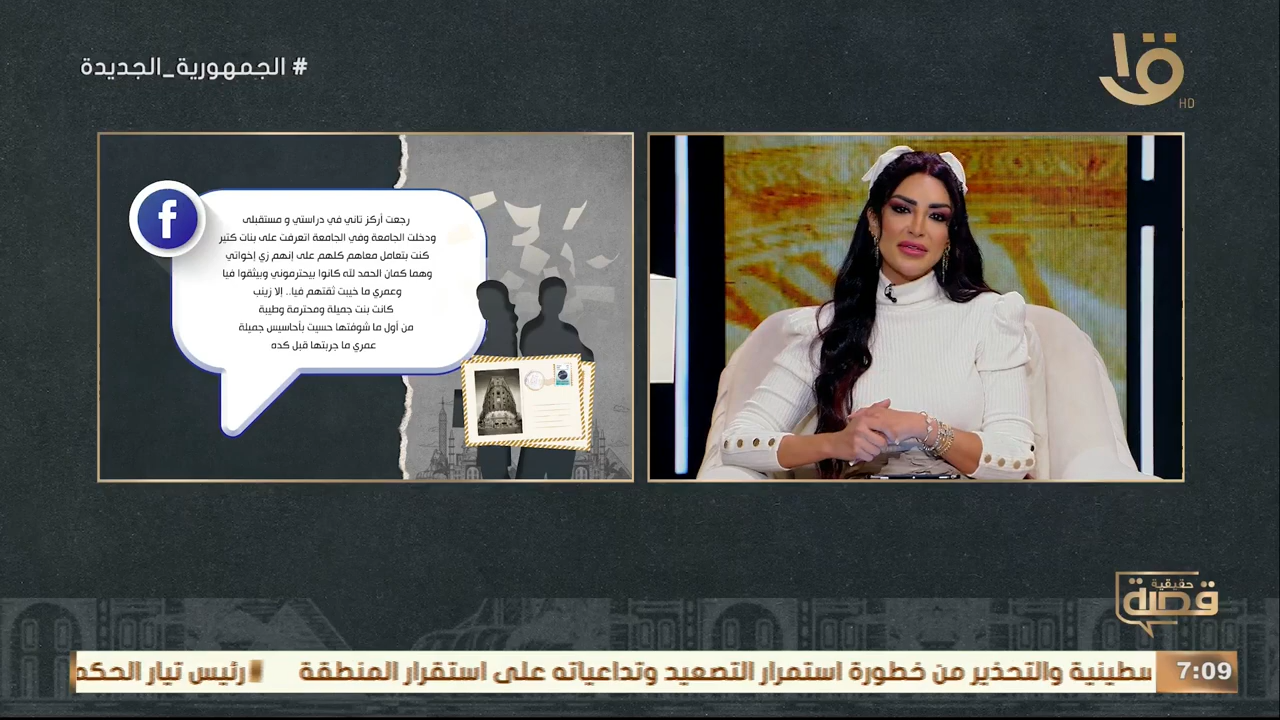 # الجمهورية_الجديدة
HD
رجعت أركز تاني في دراستي و مستقبلى
ودخلت الجامعة وفي الجامعة اتعرفت على بنات كتير
كنت بتعامل معاهم كلهم على إنهم زي إخواتي
وهما كمان الحمد لله كانوا بيحترموني وبيثقوا فيا
وعمري ما خيبت ثقتهم فيا.. إلا زينب
كانت بنت جميلة ومحترمة وطيبة
من أول ما شوفتها حسيت بأحاسيس جميلة
عمري ما جربتها قبل كده
قصة
حقيقية
7:09
سطينية والتحذير من خطورة استمرار التصعيد وتداعياته على استقرار المنطقة رئيس تيار الحكم